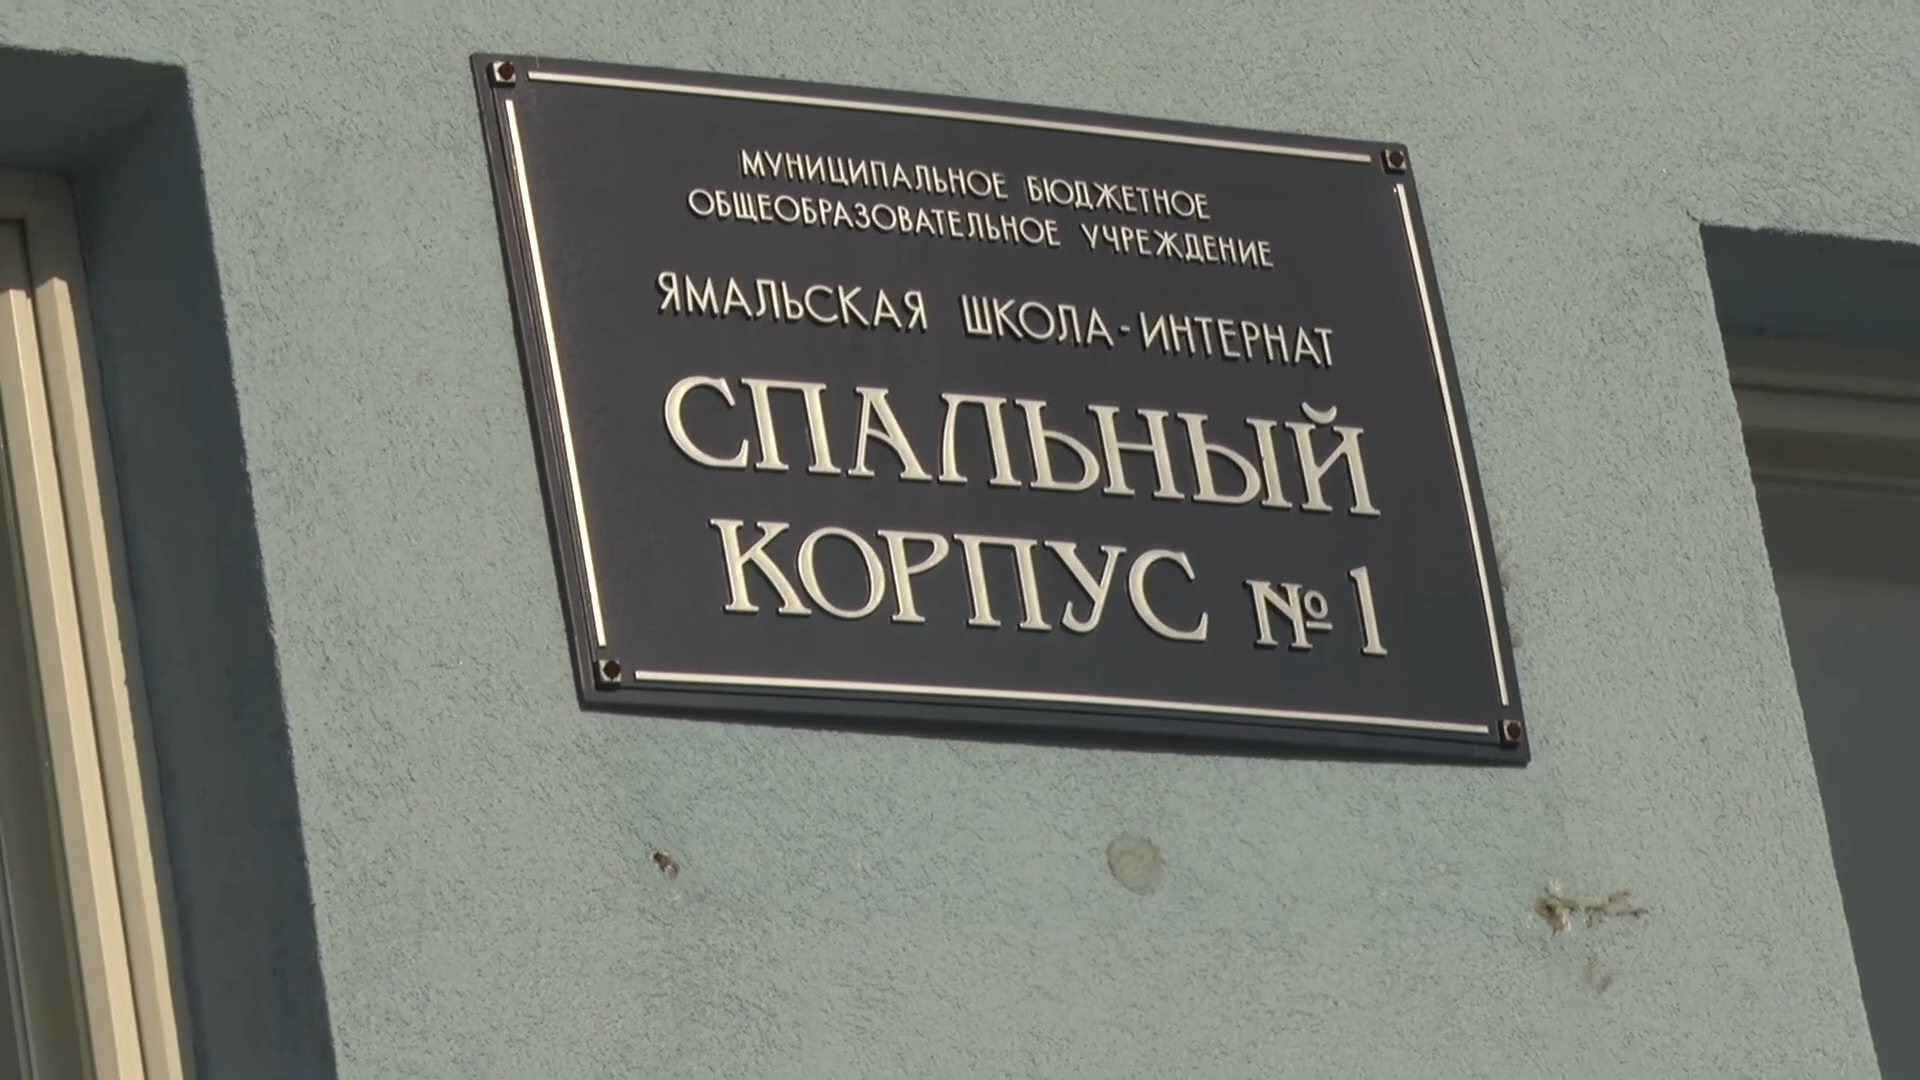 МУНИЦИПАЛЬНОЕ БЮДЖЕТНОЕ
ОБЩЕОБРАЗОВАТЕЛЬНОЕ УЧРЕЖДЕНИЕ
ЯМАЛЬСКАЯ ШКОЛА-ИНТЕРНАТ
СПАЛЬНЫЙ
КОРПУС №1